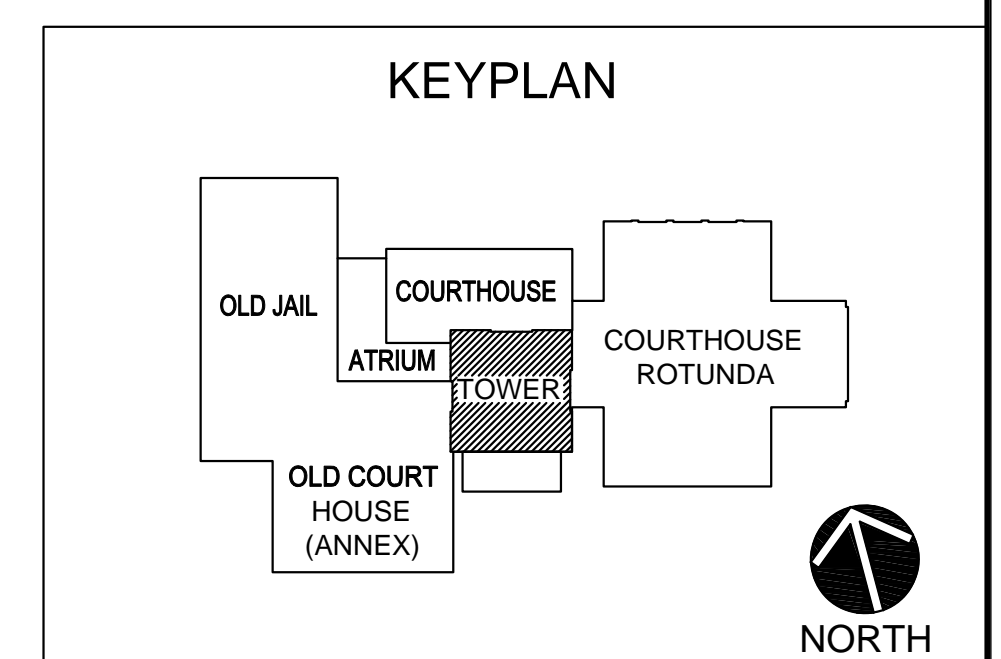 KEYPLAN
OLD JAIL
COURTHOUSE
ATRIUM
TOWER
COURTHOUSE
ROTUNDA
OLD COURT
HOUSE
(ANNEX)
NORTH